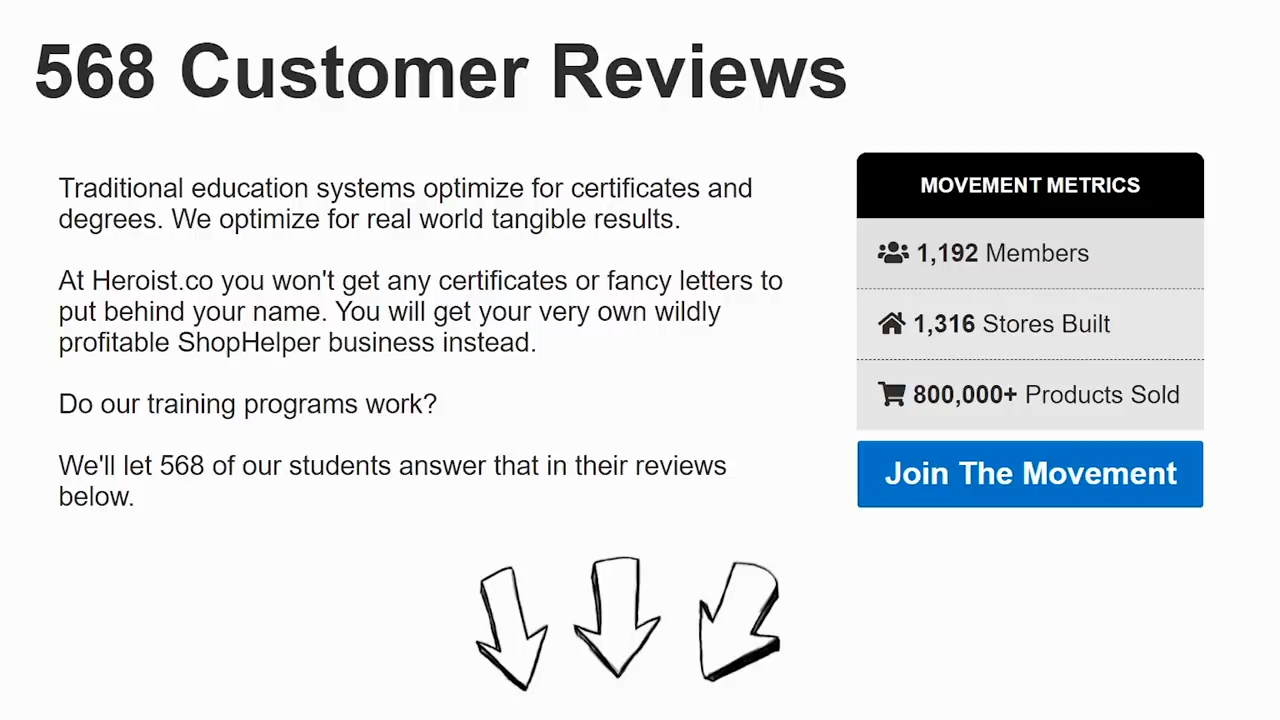 568 Customer Reviews
Traditional education systems optimize for certificates and
degrees. We optimize for real world tangible results.
At Heroist.co you won't get any certificates or fancy letters to
put behind your name. You will get your very own wildly
profitable ShopHelper business instead.
Do our training programs work?
We'll let 568 of our students answer that in their reviews
below.
MOVEMENT METRICS
1,192 Members
1,316 Stores Built
800,000+ Products Sold
Join The Movement